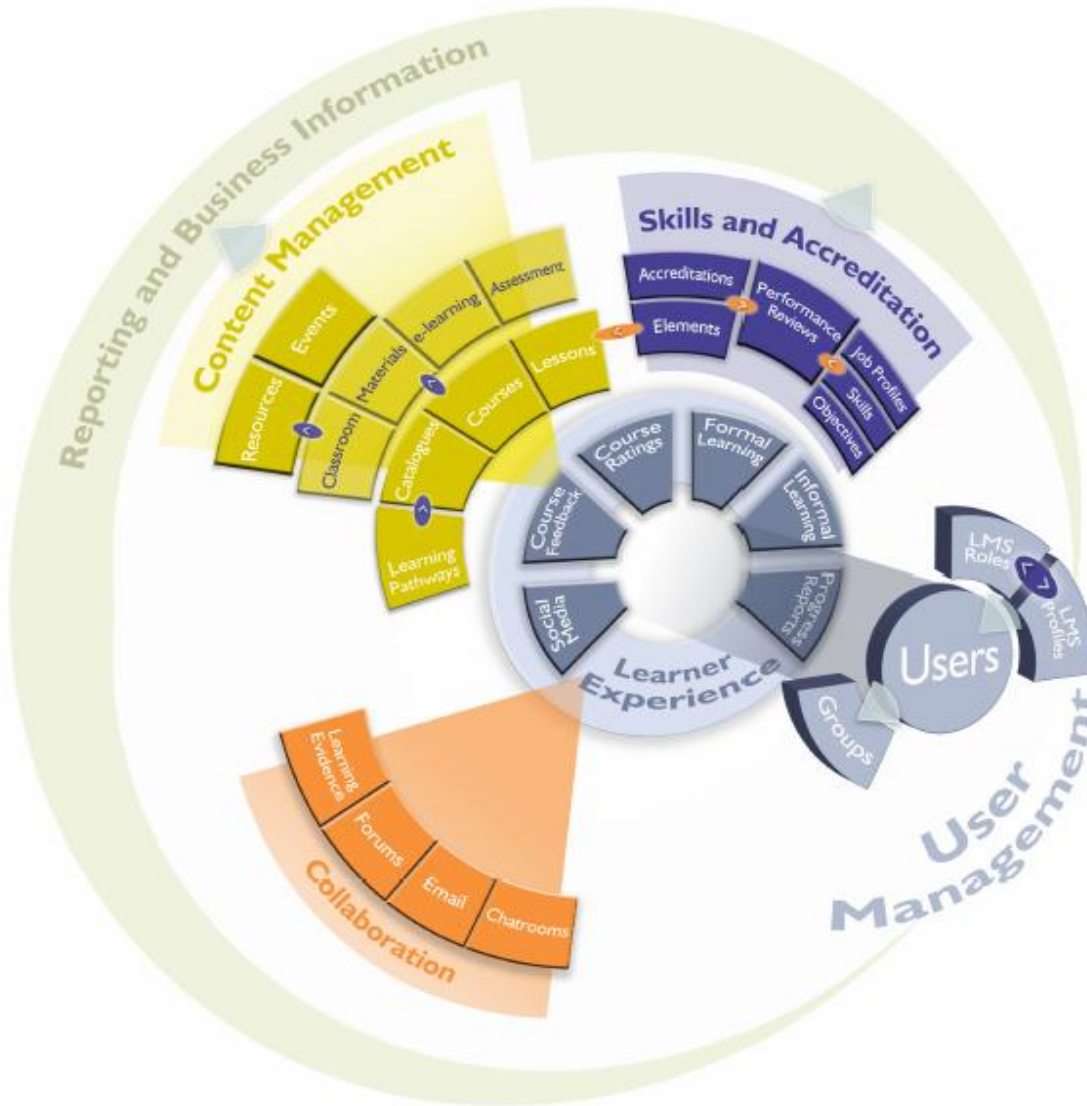 Reporting and Business Information
Content Management
Events
Resources
Assessment
e-learning
Materials
Classroom
Lessons
Courses
Catalogues
Learning
Pathways
Skills and Accreditation
Accreditations
Elements
Performance
Reviews
Job Profiles
Skills
Objectives
Course
Ratings
Formal
Learning
Informal
Learning
Course
Feedback
Progress
Reports
Social
Media
Learner
Experience
LMS
Roles
LMS
Profiles
Users
Groups
User
Management
Learning
Evidence
Forums
Email
Chatrooms
Collaboration